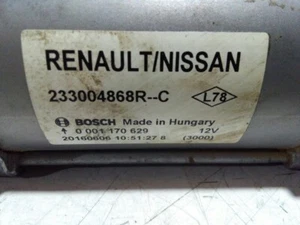 RENAULT/NISSAN
233004868R--C L78
BOSCH Made in Hungary
0 001 170 629 12V
20160606 10:51:27 6 (3000)